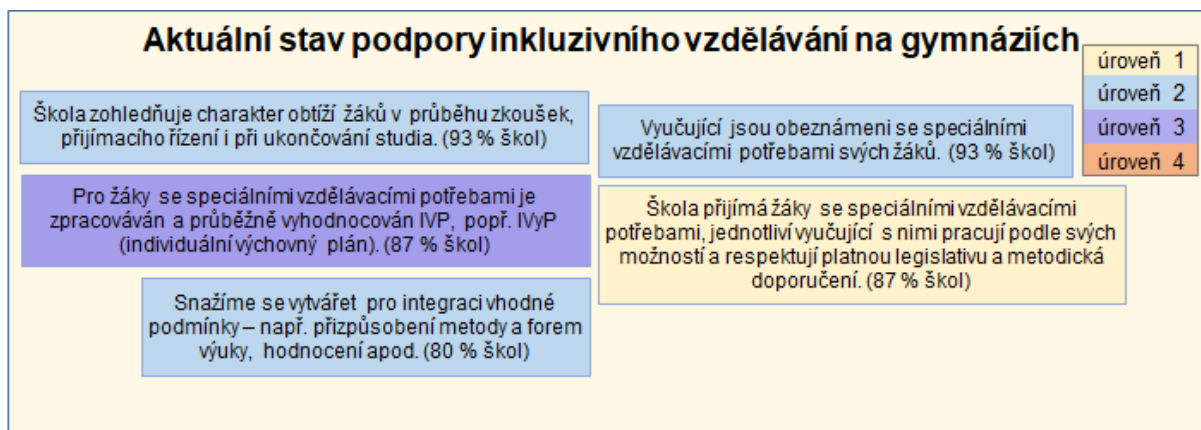 Aktuální stav podpory inkluzivního vzdělávání na gymnáziích
úroveň 1
úroveň 2
úroveň 3
úroveň 4
Škola zohledňuje charakter obtíží žáků v průběhu zkoušek,
přijímacího řízení i při ukončování studia. (93 % škol)
Vyučující jsou obeznámeni se speciálními
vzdělávacími potřebami svých žáků. (93 % škol)
Pro žáky se speciálními vzdělávacími potřebami je
zpracováván a průběžně vyhodnocován IVP, popř. IVyP
(individuální výchovný plán). (87 % škol)
Škola přijímá žáky se speciálními vzdělávacími
potřebami, jednotliví vyučující s nimi pracují podle svých
možností a respektují platnou legislativu a metodická
doporučení. (87 % škol)
Snažíme se vytvářet pro integraci vhodné
podmínky – např. přizpůsobení metody a forem
výuky, hodnocení apod. (80 % škol)